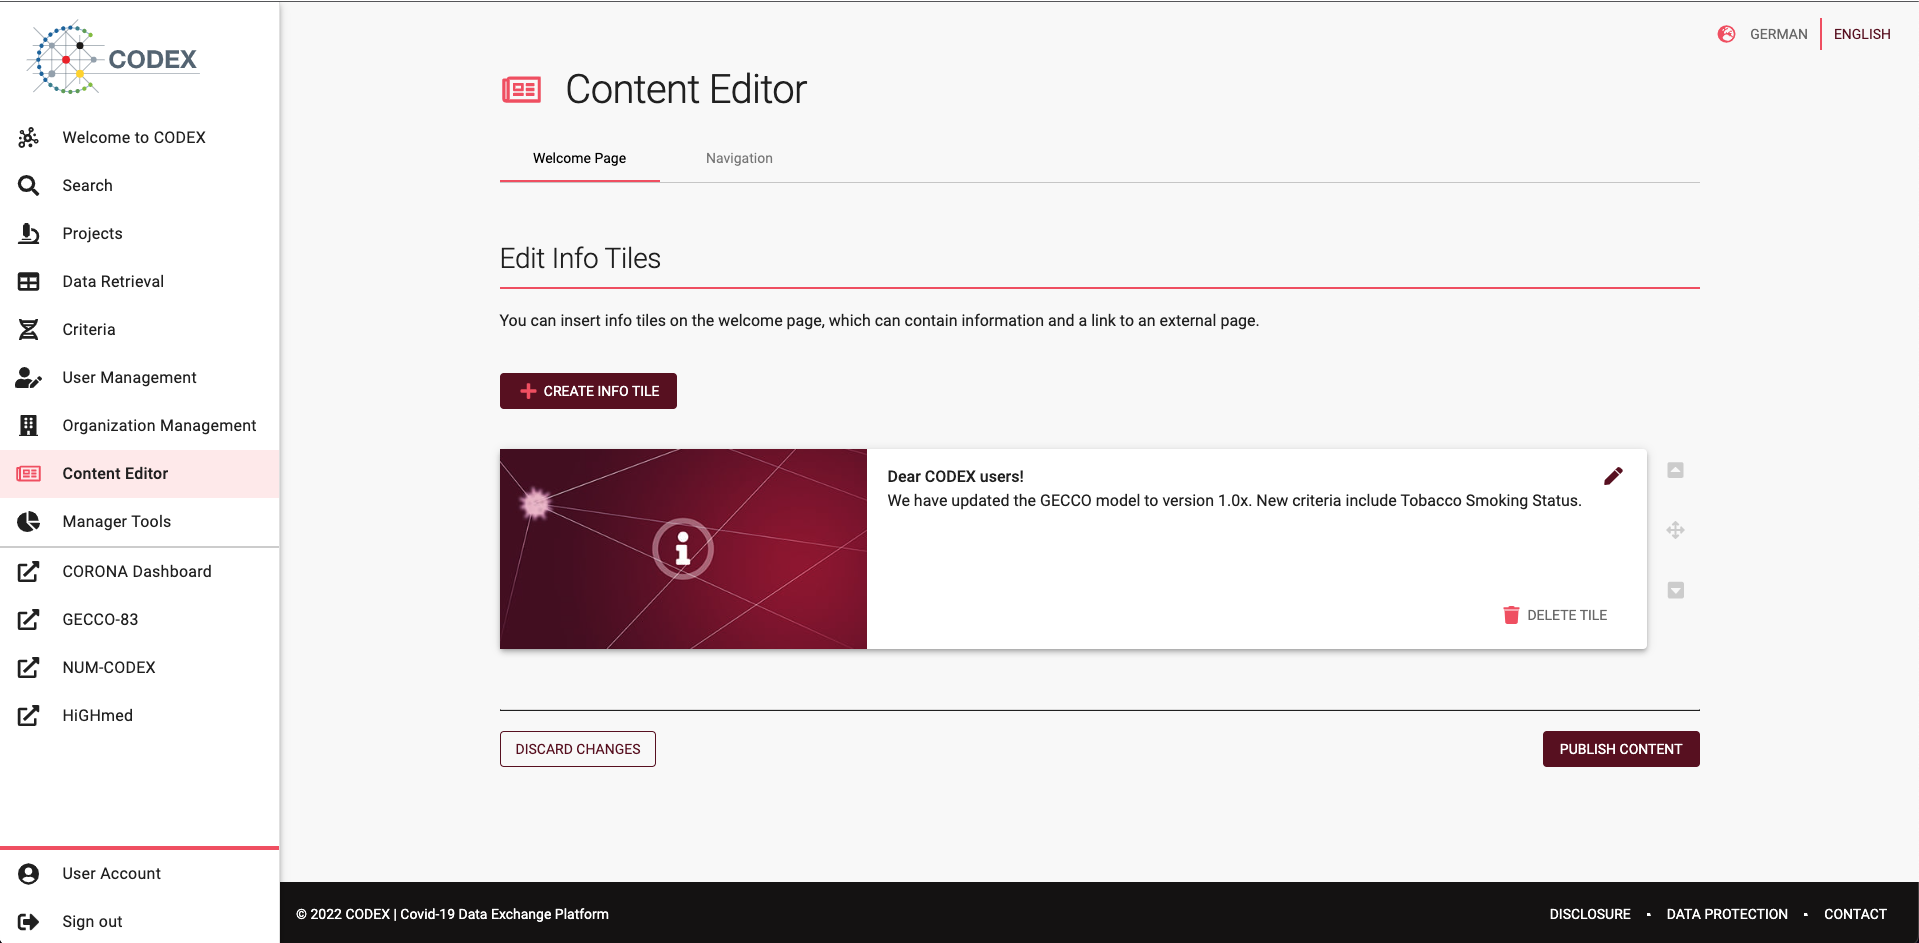 CODEX
Welcome to CODEX
Search
Projects
Data Retrieval
Criteria
User Management
Organization Management
Content Editor
Manager Tools
CORONA Dashboard
GECCO-83
NUM-CODEX
HiGHmed
User Account
Sign out
GERMAN ENGLISH
Content Editor
Welcome Page Navigation
Edit Info Tiles
You can insert info tiles on the welcome page, which can contain information and a link to an external page.
CREATE INFO TILE
Dear CODEX users!
We have updated the GECCO model to version 1.0x. New criteria include Tobacco Smoking Status.
DELETE TILE
DISCARD CHANGES PUBLISH CONTENT
© 2022 CODEX | Covid-19 Data Exchange Platform DISCLOSURE • DATA PROTECTION • CONTACT